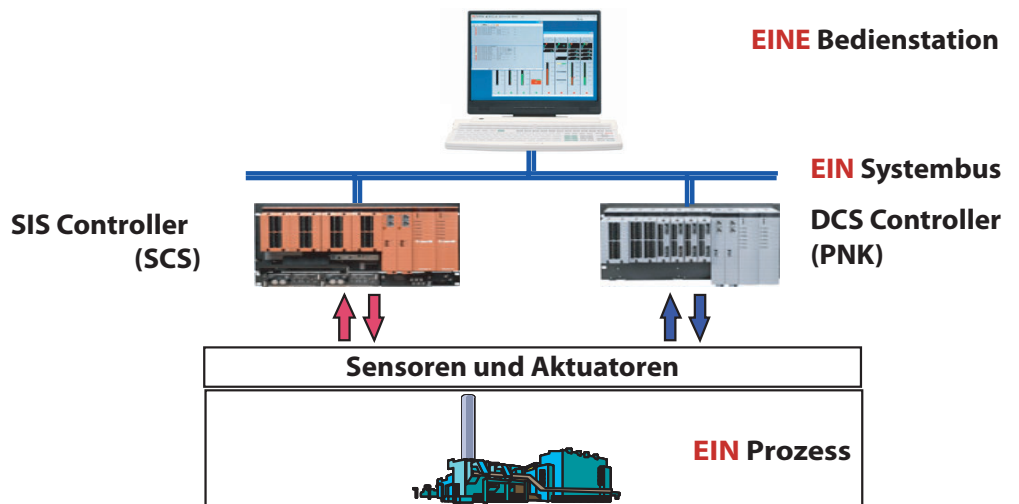 EINE Bedienstation
EIN Systembus
SIS Controller
(SCS)
DCS Controller
(PNK)
Sensoren und Aktuatoren
EIN Prozess